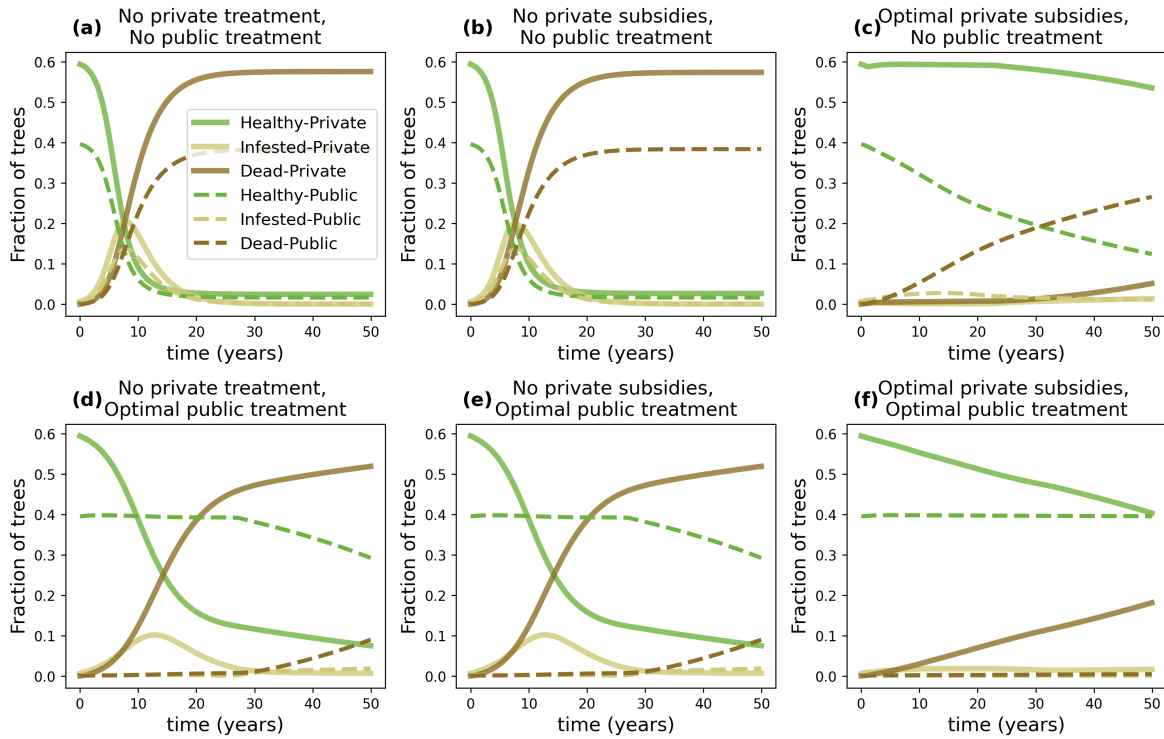 (a)
No private treatment,
No public treatment
Fraction of trees
0.6
0.5
0.4
0.3
0.2
0.1
0.0
Healthy-Private
Infested-Private
Dead-Private
Healthy-Public
Infested-Public
Dead-Public
0 10 20 30 40 50
time (years)
(b)
No private subsidies,
No public treatment
Fraction of trees
0.6
0.5
0.4
0.3
0.2
0.1
0.0
0 10 20 30 40 50
time (years)
(c)
Optimal private subsidies,
No public treatment
Fraction of trees
0.6
0.5
0.4
0.3
0.2
0.1
0.0
0 10 20 30 40 50
time (years)
(d)
No private treatment,
Optimal public treatment
Fraction of trees
0.6
0.5
0.4
0.3
0.2
0.1
0.0
0 10 20 30 40 50
time (years)
(e)
No private subsidies,
Optimal public treatment
Fraction of trees
0.6
0.5
0.4
0.3
0.2
0.1
0.0
0 10 20 30 40 50
time (years)
(f)
Optimal private subsidies,
Optimal public treatment
Fraction of trees
0.6
0.5
0.4
0.3
0.2
0.1
0.0
0 10 20 30 40 50
time (years)